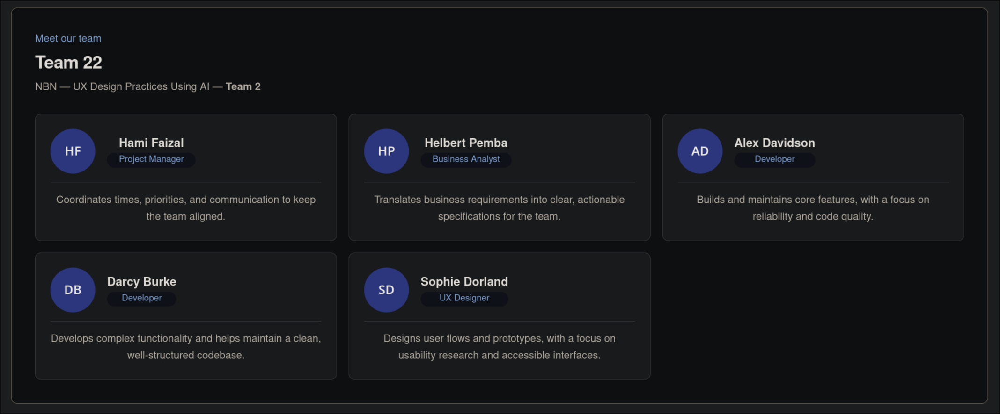 Meet our team
Team 22
NBN — UX Design Practices Using AI — Team 2
HF
Hami Faizal
Project Manager
Coordinates times, priorities, and communication to keep
the team aligned.
HP
Helbert Pemba
Business Analyst
Translates business requirements into clear, actionable
specifications for the team.
AD
Alex Davidson
Developer
Builds and maintains core features, with a focus on
reliability and code quality.
DB
Darcy Burke
Developer
Develops complex functionality and helps maintain a clean,
well-structured codebase.
SD
Sophie Dorland
UX Designer
Designs user flows and prototypes, with a focus on
usability research and accessible interfaces.